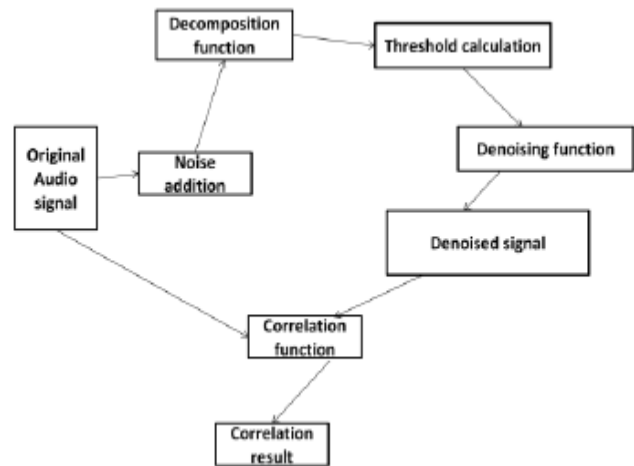 Decomposition
function
Threshold calculation
Original
Audio
signal
Noise
addition
Denoising function
Denoised signal
Correlation
function
Correlation
result